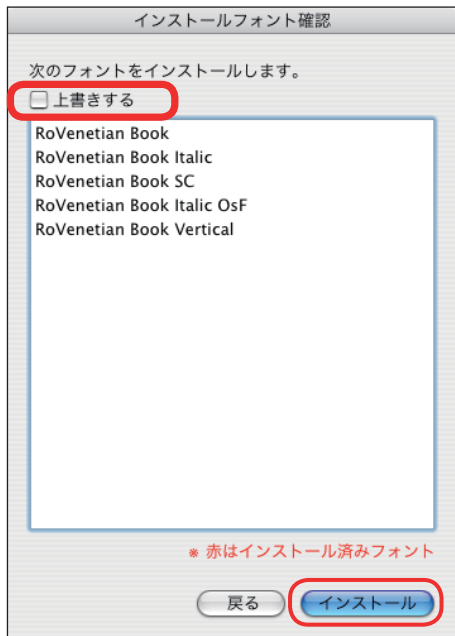 インストールフォント確認
次のフォントをインストールします。
上書きする
RoVenetian Book
RoVenetian Book Italic
RoVenetian Book SC
RoVenetian Book Italic OsF
RoVenetian Book Vertical
※ 赤はインストール済みフォント
戻る
インストール